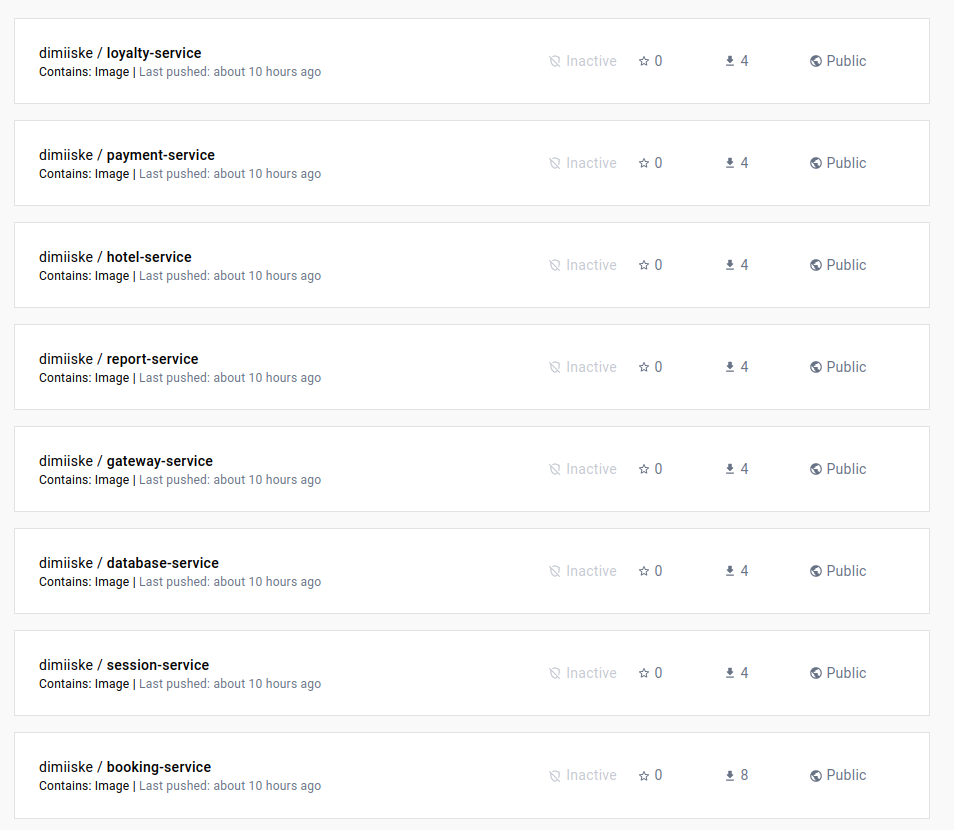 dimiiske / loyalty-service Inactive 0 4 Public
Contains: Image | Last pushed: about 10 hours ago
dimiiske / payment-service Inactive 0 4 Public
Contains: Image | Last pushed: about 10 hours ago
dimiiske / hotel-service Inactive 0 4 Public
Contains: Image | Last pushed: about 10 hours ago
dimiiske / report-service Inactive 0 4 Public
Contains: Image | Last pushed: about 10 hours ago
dimiiske / gateway-service Inactive 0 4 Public
Contains: Image | Last pushed: about 10 hours ago
dimiiske / database-service Inactive 0 4 Public
Contains: Image | Last pushed: about 10 hours ago
dimiiske / session-service Inactive 0 4 Public
Contains: Image | Last pushed: about 10 hours ago
dimiiske / booking-service Inactive 0 8 Public
Contains: Image | Last pushed: about 10 hours ago